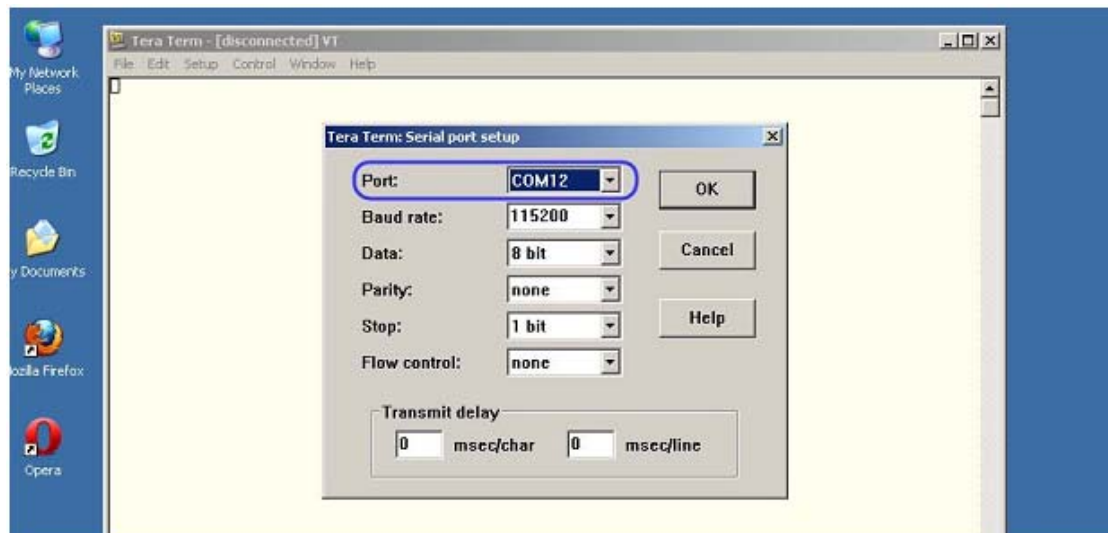 My Network
Places
Recycle Bin
y Documents
ozilla Firefox
Opera
Tera Term - [disconnected] VT
File Edit Setup Control Window Help
Tera Term: Serial port setup
Port: COM12
Baud rate: 115200
Data: 8 bit
Parity: none
Stop: 1 bit
Flow control: none
OK
Cancel
Help
Transmit delay
0 msec/char 0 msec/line